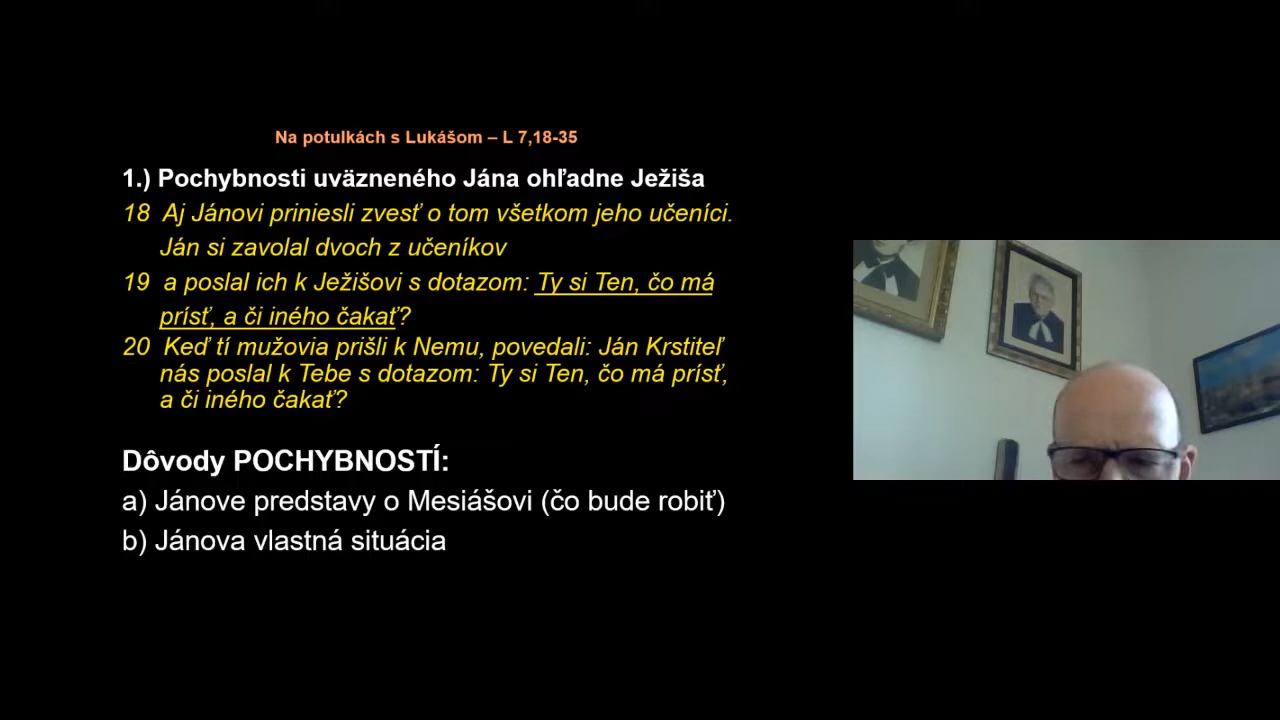 Na potulkách s Lukášom – L 7,18-35
1.) Pochybnosti uväzneného Jána ohľadne Ježiša
18 Aj Jánovi priniesli zvesť o tom všetkom jeho učeníci.
Ján si zavolal dvoch z učeníkov
19 a poslal ich k Ježišovi s dotazom: Ty si Ten, čo má
prísť, a či iného čakať?
20 Keď tí mužovia prišli k Nemu, povedali: Ján Krstiteľ
nás poslal k Tebe s dotazom: Ty si Ten, čo má prísť,
a či iného čakať?
Dôvody POCHYBNOSTÍ:
a) Jánove predstavy o Mesiášovi (čo bude robiť)
b) Jánova vlastná situácia